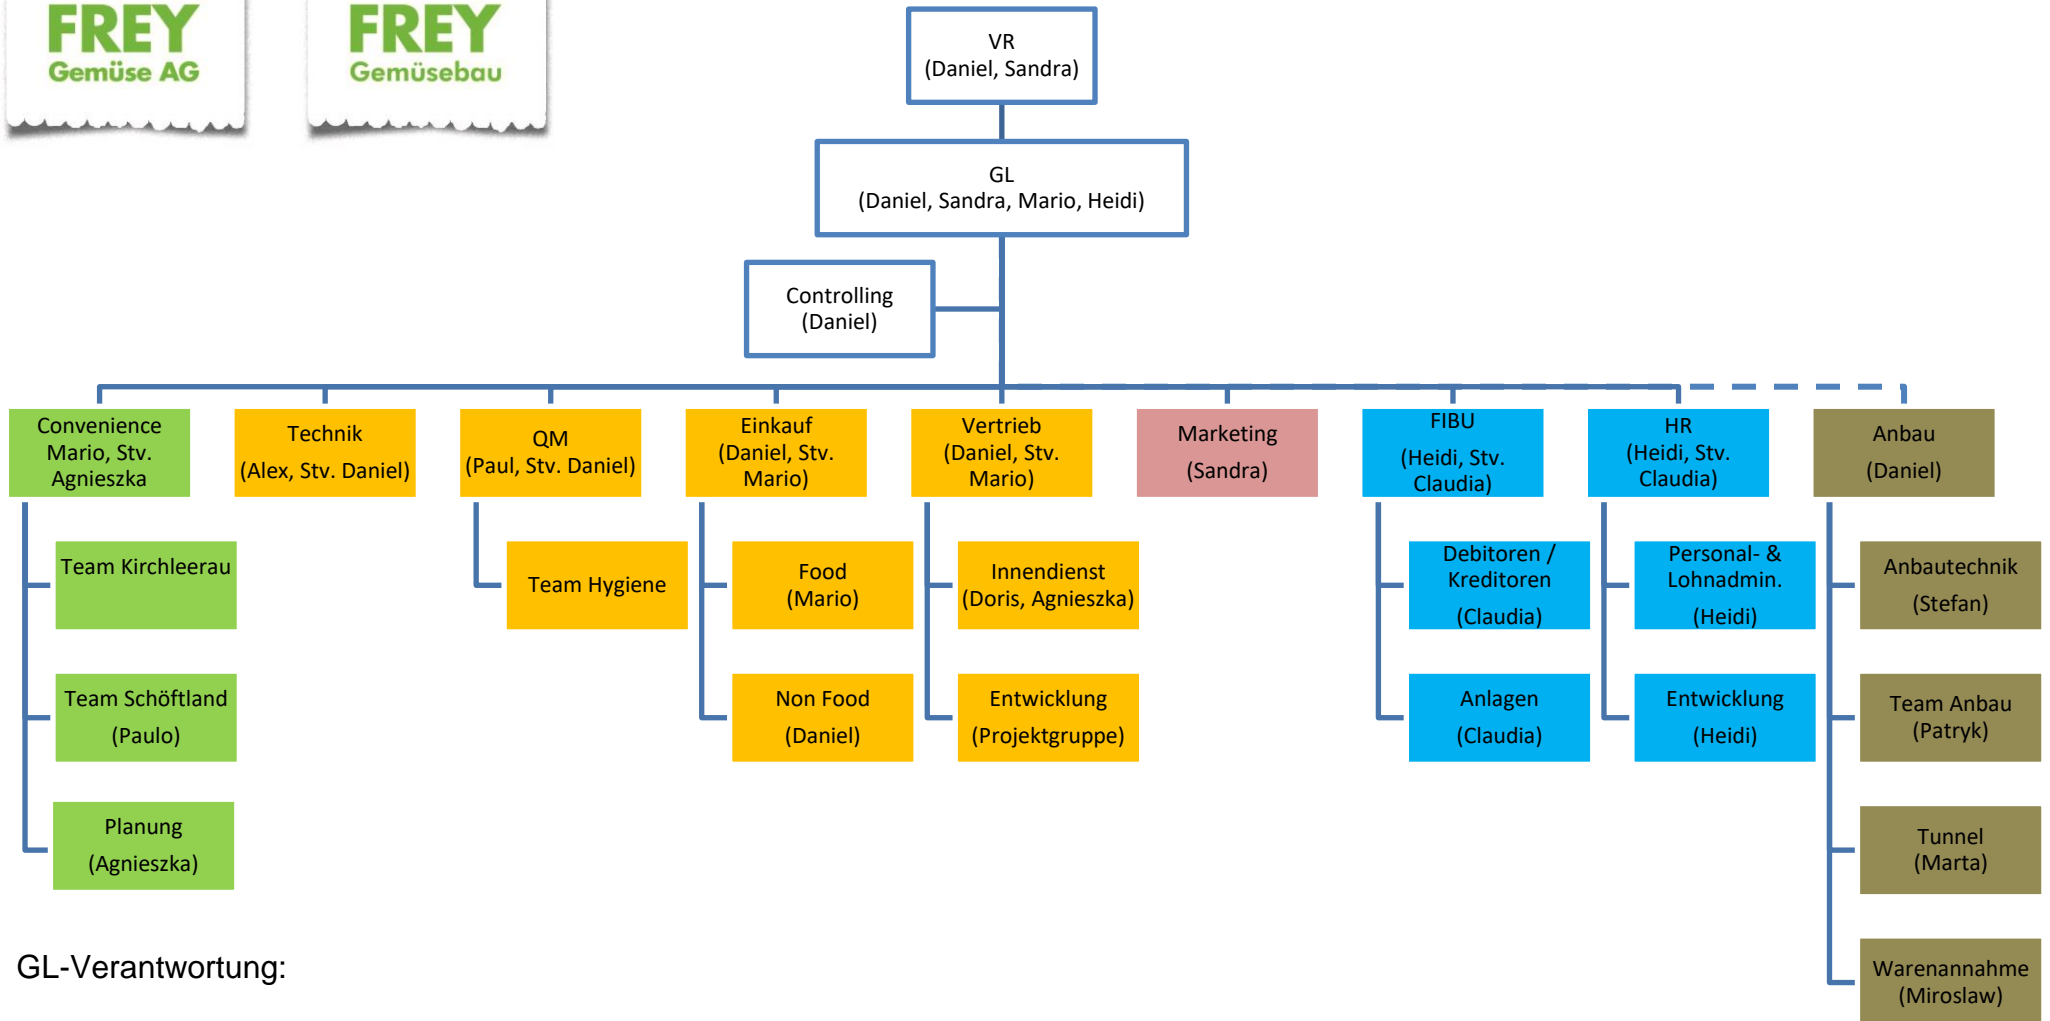 FREY
Gemüse AG
FREY
Gemüsebau
VR
(Daniel, Sandra)
GL
(Daniel, Sandra, Mario, Heidi)
Controlling
(Daniel)
Convenience
Mario, Stv.
Agnieszka
Technik
(Alex, Stv. Daniel)
QM
(Paul, Stv. Daniel)
Einkauf
(Daniel, Stv.
Mario)
Vertrieb
(Daniel, Stv.
Mario)
Marketing
(Sandra)
FIBU
(Heidi, Stv.
Claudia)
HR
(Heidi, Stv.
Claudia)
Anbau
(Daniel)
Team Kirchleerau
Team Hygiene
Food
(Mario)
Innendienst
(Doris, Agnieszka)
Debitoren /
Kreditoren
(Claudia)
Personal- &
Lohnadmin.
(Heidi)
Anbautechnik
(Stefan)
Team Schöftland
(Paulo)
Non Food
(Daniel)
Entwicklung
(Projektgruppe)
Anlagen
(Claudia)
Entwicklung
(Heidi)
Team Anbau
(Patryk)
Planung
(Agnieszka)
Tunnel
(Marta)
Warenannahme
(Miroslaw)
GL-Verantwortung: